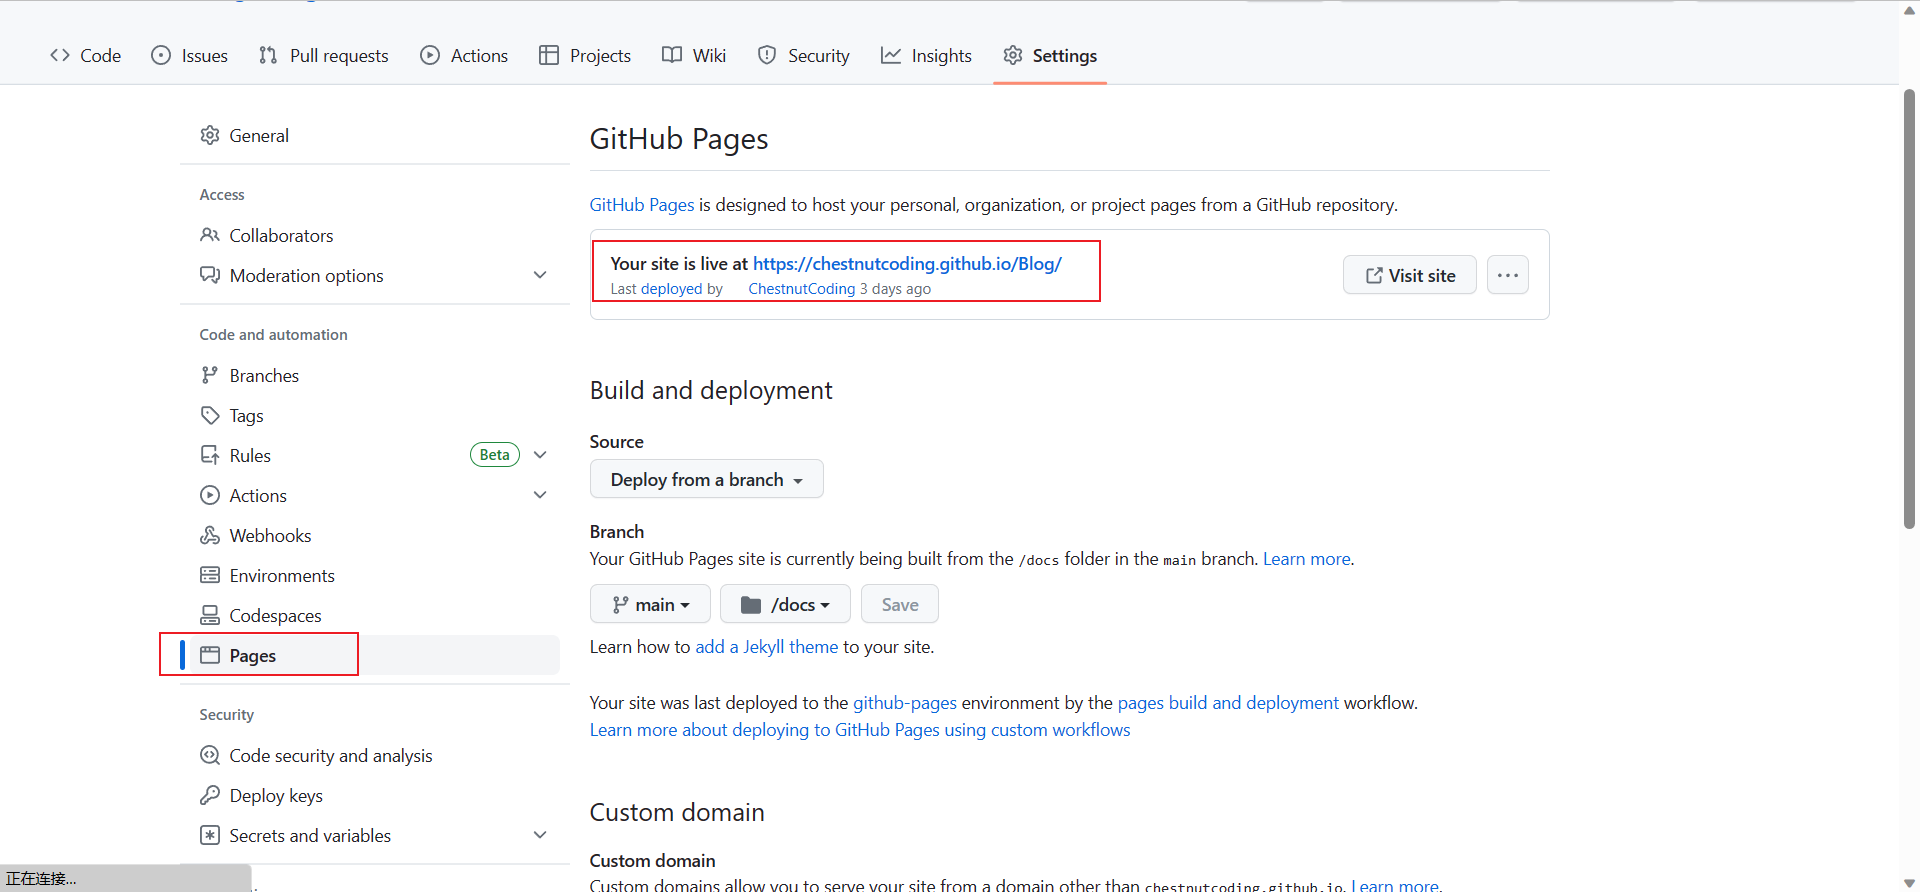 Code Issues Pull requests Actions Projects Wiki Security Insights Settings
General
Access
Collaborators
Moderation options
Code and automation
Branches
Tags
Rules Beta
Actions
Webhooks
Environments
Codespaces
Pages
Security
Code security and analysis
Deploy keys
Secrets and variables
GitHub Pages
GitHub Pages is designed to host your personal, organization, or project pages from a GitHub repository.
Your site is live at https://chestnutcoding.github.io/Blog/
Last deployed by ChestnutCoding 3 days ago
Visit site ...
Build and deployment
Source
Deploy from a branch
Branch
Your GitHub Pages site is currently being built from the /docs folder in the main branch. Learn more.
main /docs Save
Learn how to add a Jekyll theme to your site.
Your site was last deployed to the github-pages environment by the pages build and deployment workflow.
Learn more about deploying to GitHub Pages using custom workflows
Custom domain
Custom domain
Custom domains allow you to serve your site from a domain other than chestnutcoding.github.io. Learn more.
正在连接...